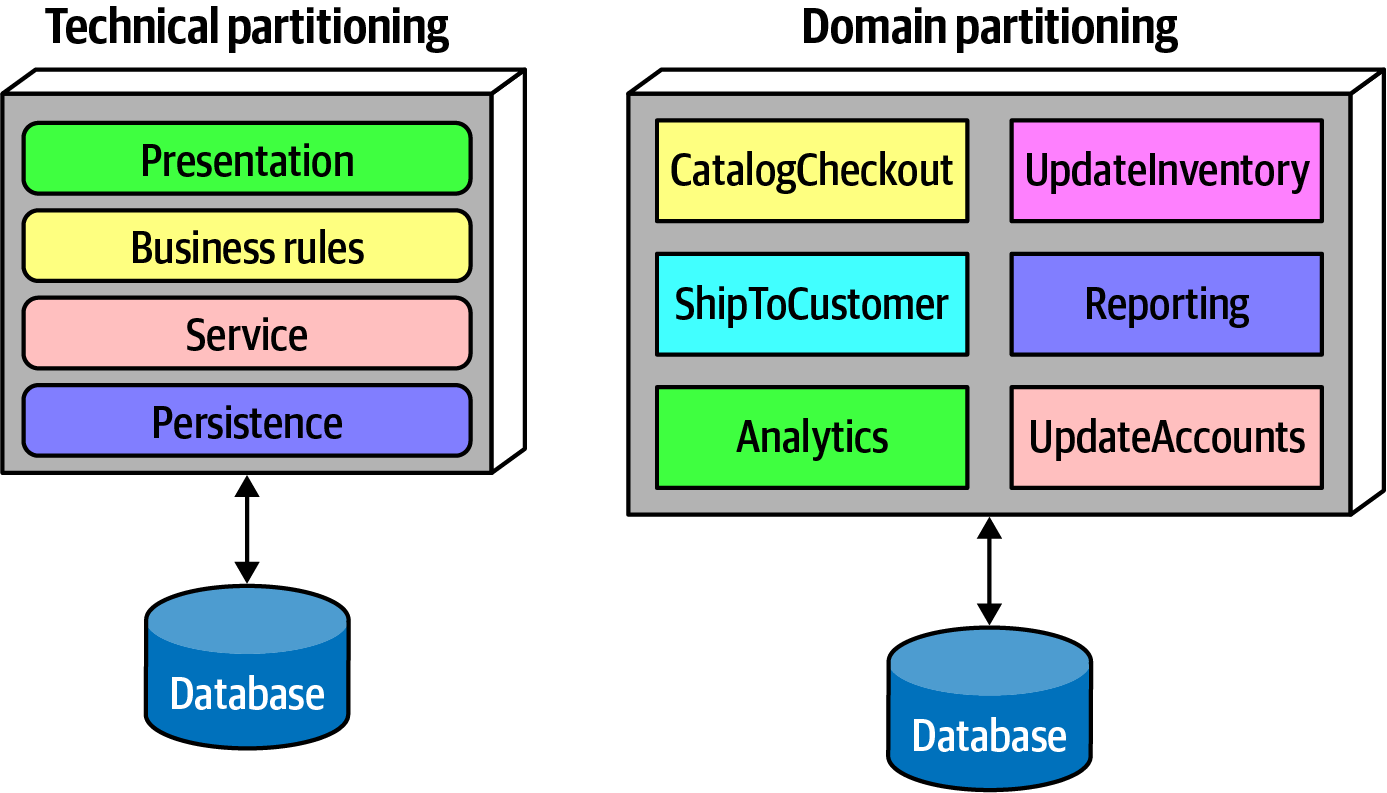 Technical partitioning
Presentation
Business rules
Service
Persistence
Database
Domain partitioning
CatalogCheckout
UpdateInventory
ShipToCustomer
Reporting
Analytics
UpdateAccounts
Database